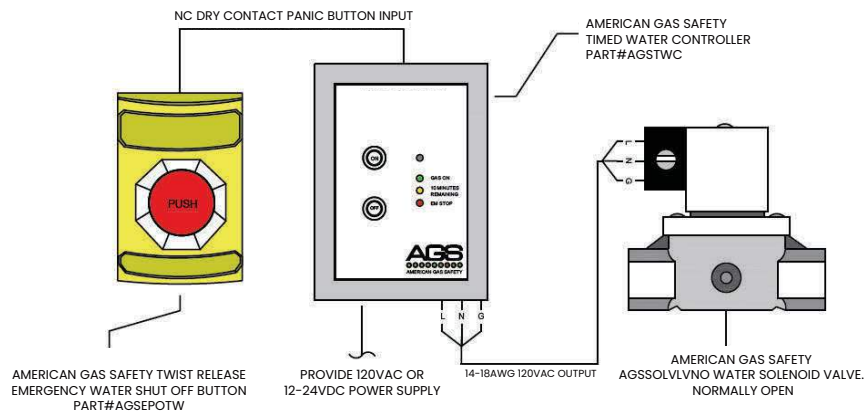 NC DRY CONTACT PANIC BUTTON INPUT
AMERICAN GAS SAFETY
TIMED WATER CONTROLLER
PART#AGSTWC
PUSH
ON
OFF
GAS ON
10 MINUTES
REMAINING
EM STOP
AGS
AMERICAN GAS SAFETY
L N G
L
N
G
AMERICAN GAS SAFETY TWIST RELEASE
EMERGENCY WATER SHUT OFF BUTTON
PART#AGSEPOTW
PROVIDE 120VAC OR
12-24VDC POWER SUPPLY
14-18AWG 120VAC OUTPUT
AMERICAN GAS SAFETY
AGSSOLVLVNO WATER SOLENOID VALVE.
NORMALLY OPEN